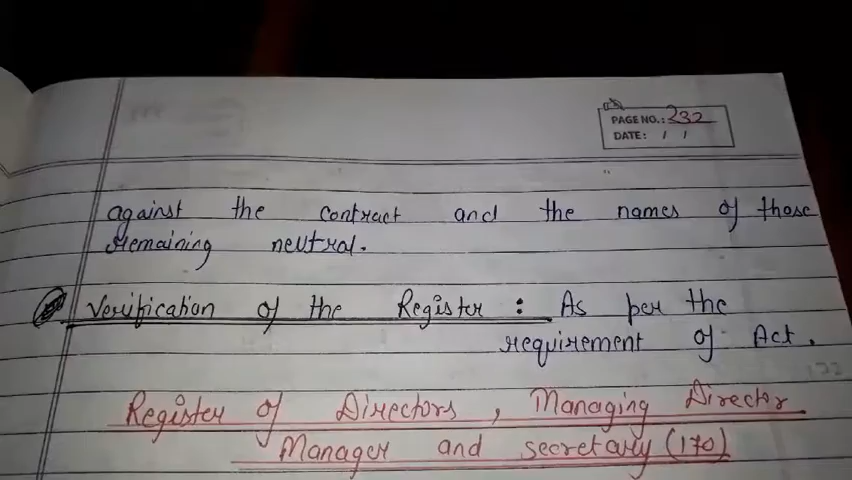 PAGE NO.: 232
DATE: / /
against the contract and the names of those
remaining neutral.
Verification of the Register : As per the
requirement of Act.
Register of Directors, Managing Director
Manager and secretary (170)